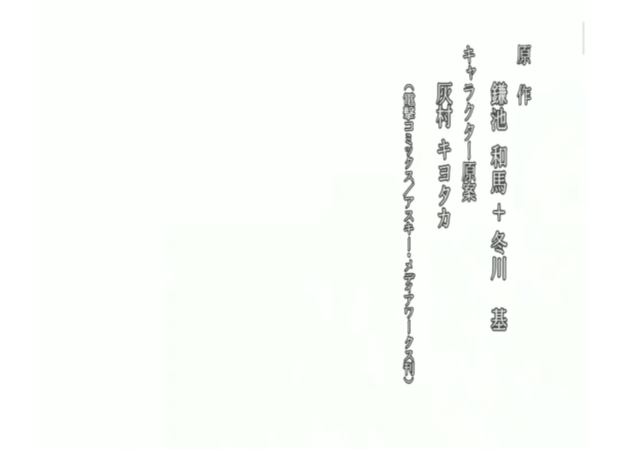 原作
鎌池 和馬 + 冬川 基
キャラクター原案
灰村 キヨタカ
(電撃コミックス/アスキー・メディアワークス刊)